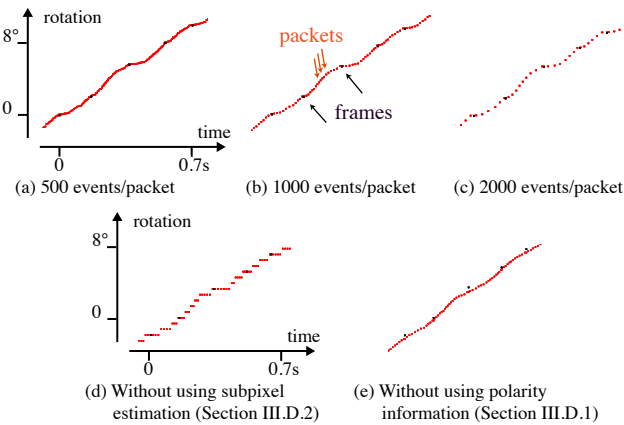 rotation
8°
0
time
0
0.7s
packets
frames
(a) 500 events/packet
(b) 1000 events/packet
(c) 2000 events/packet
rotation
8°
0
time
0
0.7s
(d) Without using subpixel
estimation (Section III.D.2)
(e) Without using polarity
information (Section III.D.1)